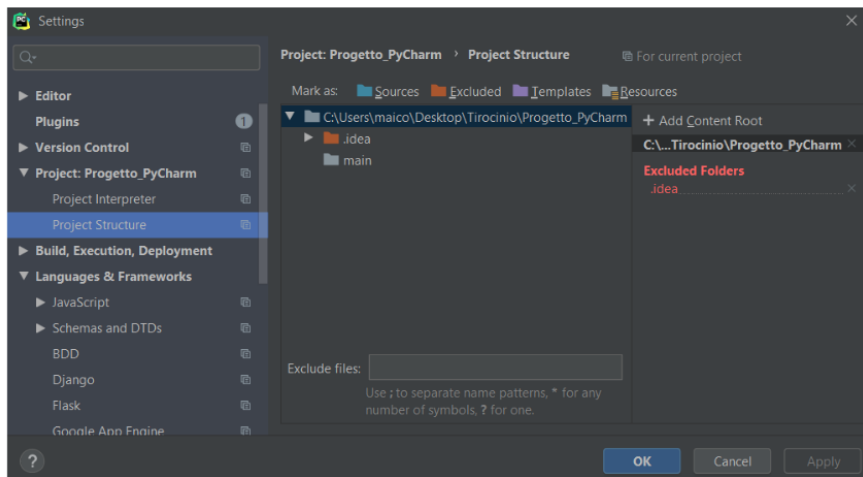 PC
Settings
Editor
Plugins
1
Version Control
Project: Progetto_PyCharm
Project Interpreter
Project Structure
Build, Execution, Deployment
Languages & Frameworks
JavaScript
Schemas and DTDs
BDD
Django
Flask
Google App Engine
Project: Progetto_PyCharm › Project Structure
For current project
Mark as: Sources Excluded Templates Resources
C:\Users\maico\Desktop\Tirocinio\Progetto_PyCharm
.idea
main
Exclude files:
Use ; to separate name patterns, * for any
number of symbols, ? for one.
+ Add Content Root
C:\...Tirocinio\Progetto_PyCharm
Excluded Folders
.idea
?
OK
Cancel
Apply